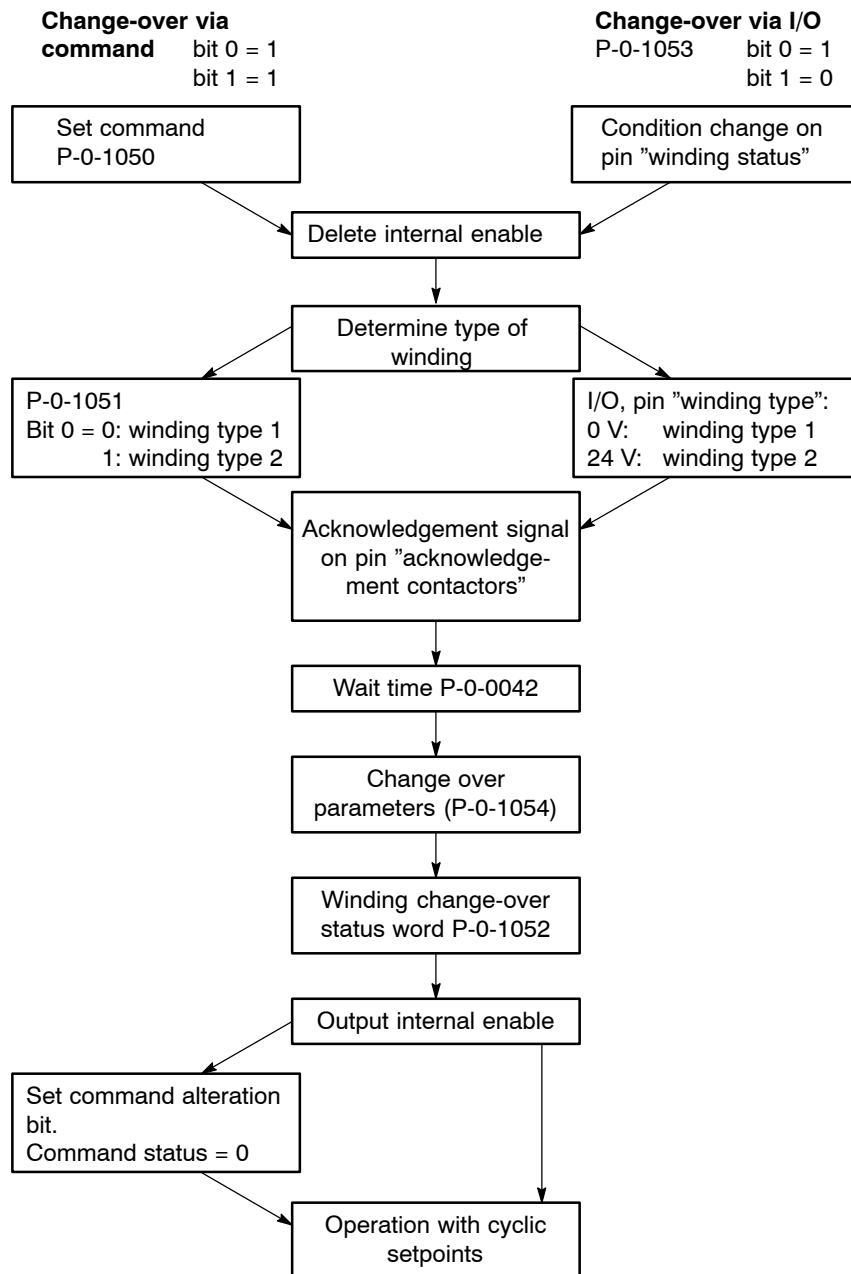 Change-over via
command bit 0 = 1
bit 1 = 1
Change-over via I/O
P-0-1053 bit 0 = 1
bit 1 = 0
Set command
P-0-1050
Condition change on
pin ”winding status”
Delete internal enable
Determine type of
winding
P-0-1051
Bit 0 = 0: winding type 1
1: winding type 2
I/O, pin ”winding type”:
0 V: winding type 1
24 V: winding type 2
Acknowledgement signal
on pin ”acknowledge-
ment contactors”
Wait time P-0-0042
Change over
parameters (P-0-1054)
Winding change-over
status word P-0-1052
Output internal enable
Set command alteration
bit.
Command status = 0
Operation with cyclic
setpoints